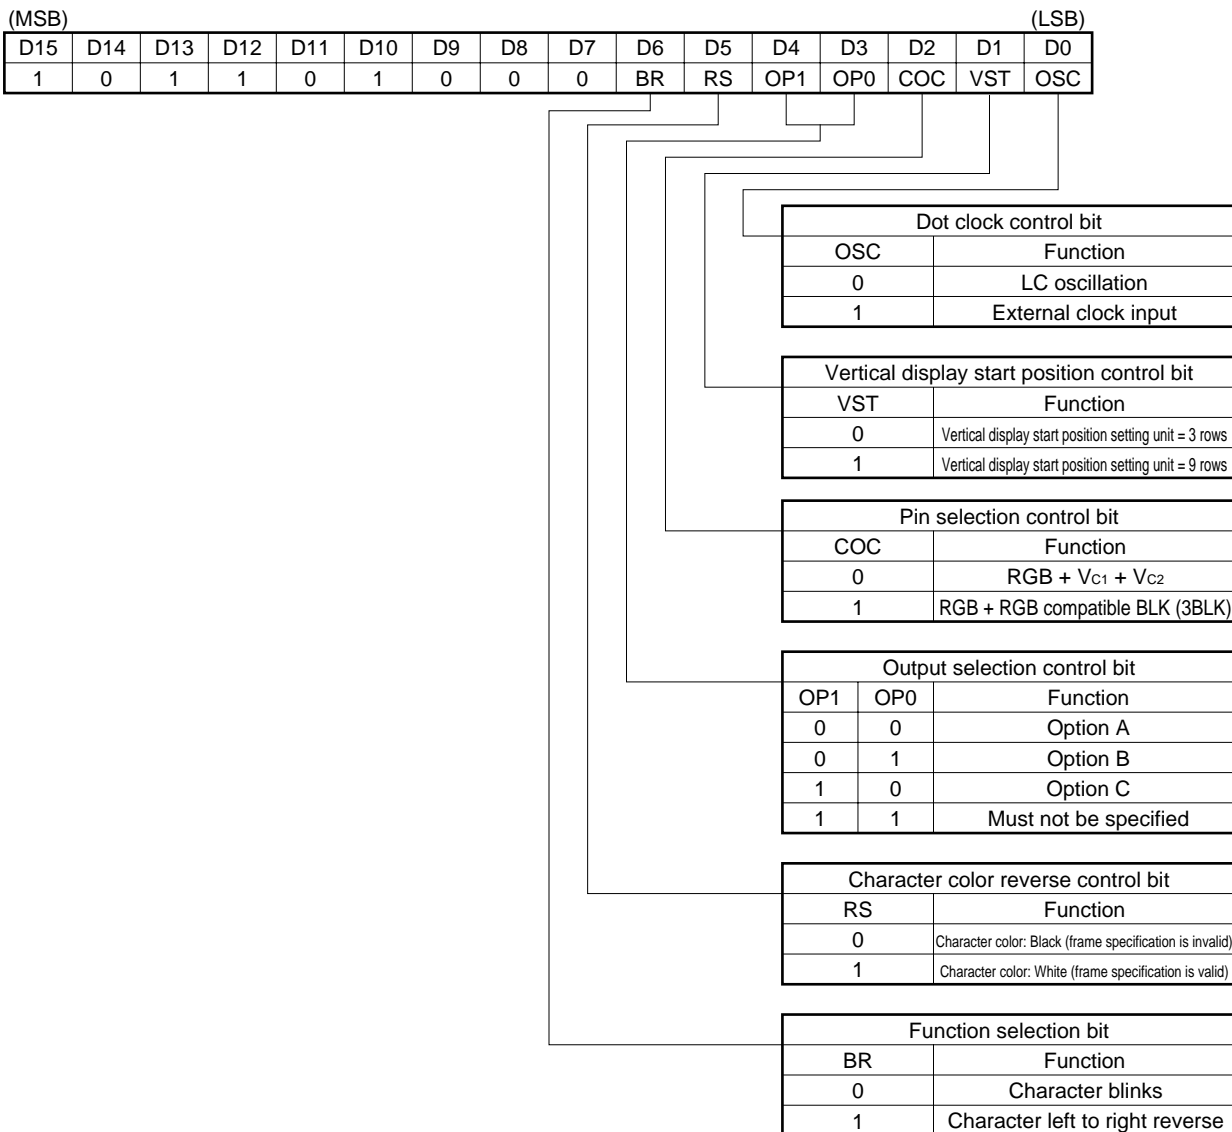 (MSB) (LSB)
D15 D14 D13 D12 D11 D10 D9 D8 D7 D6 D5 D4 D3 D2 D1 D0
1 0 1 1 0 1 0 0 0 BR RS OP1 OP0 COC VST OSC
Dot clock control bit
OSC Function
0 LC oscillation
1 External clock input
Vertical display start position control bit
VST Function
0 Vertical display start position setting unit = 3 rows
1 Vertical display start position setting unit = 9 rows
Pin selection control bit
COC Function
0 RGB + VC1 + VC2
1 RGB + RGB compatible BLK (3BLK)
Output selection control bit
OP1 OP0 Function
0 0 Option A
0 1 Option B
1 0 Option C
1 1 Must not be specified
Character color reverse control bit
RS Function
0 Character color: Black (frame specification is invalid)
1 Character color: White (frame specification is valid)
Function selection bit
BR Function
0 Character blinks
1 Character left to right reverse